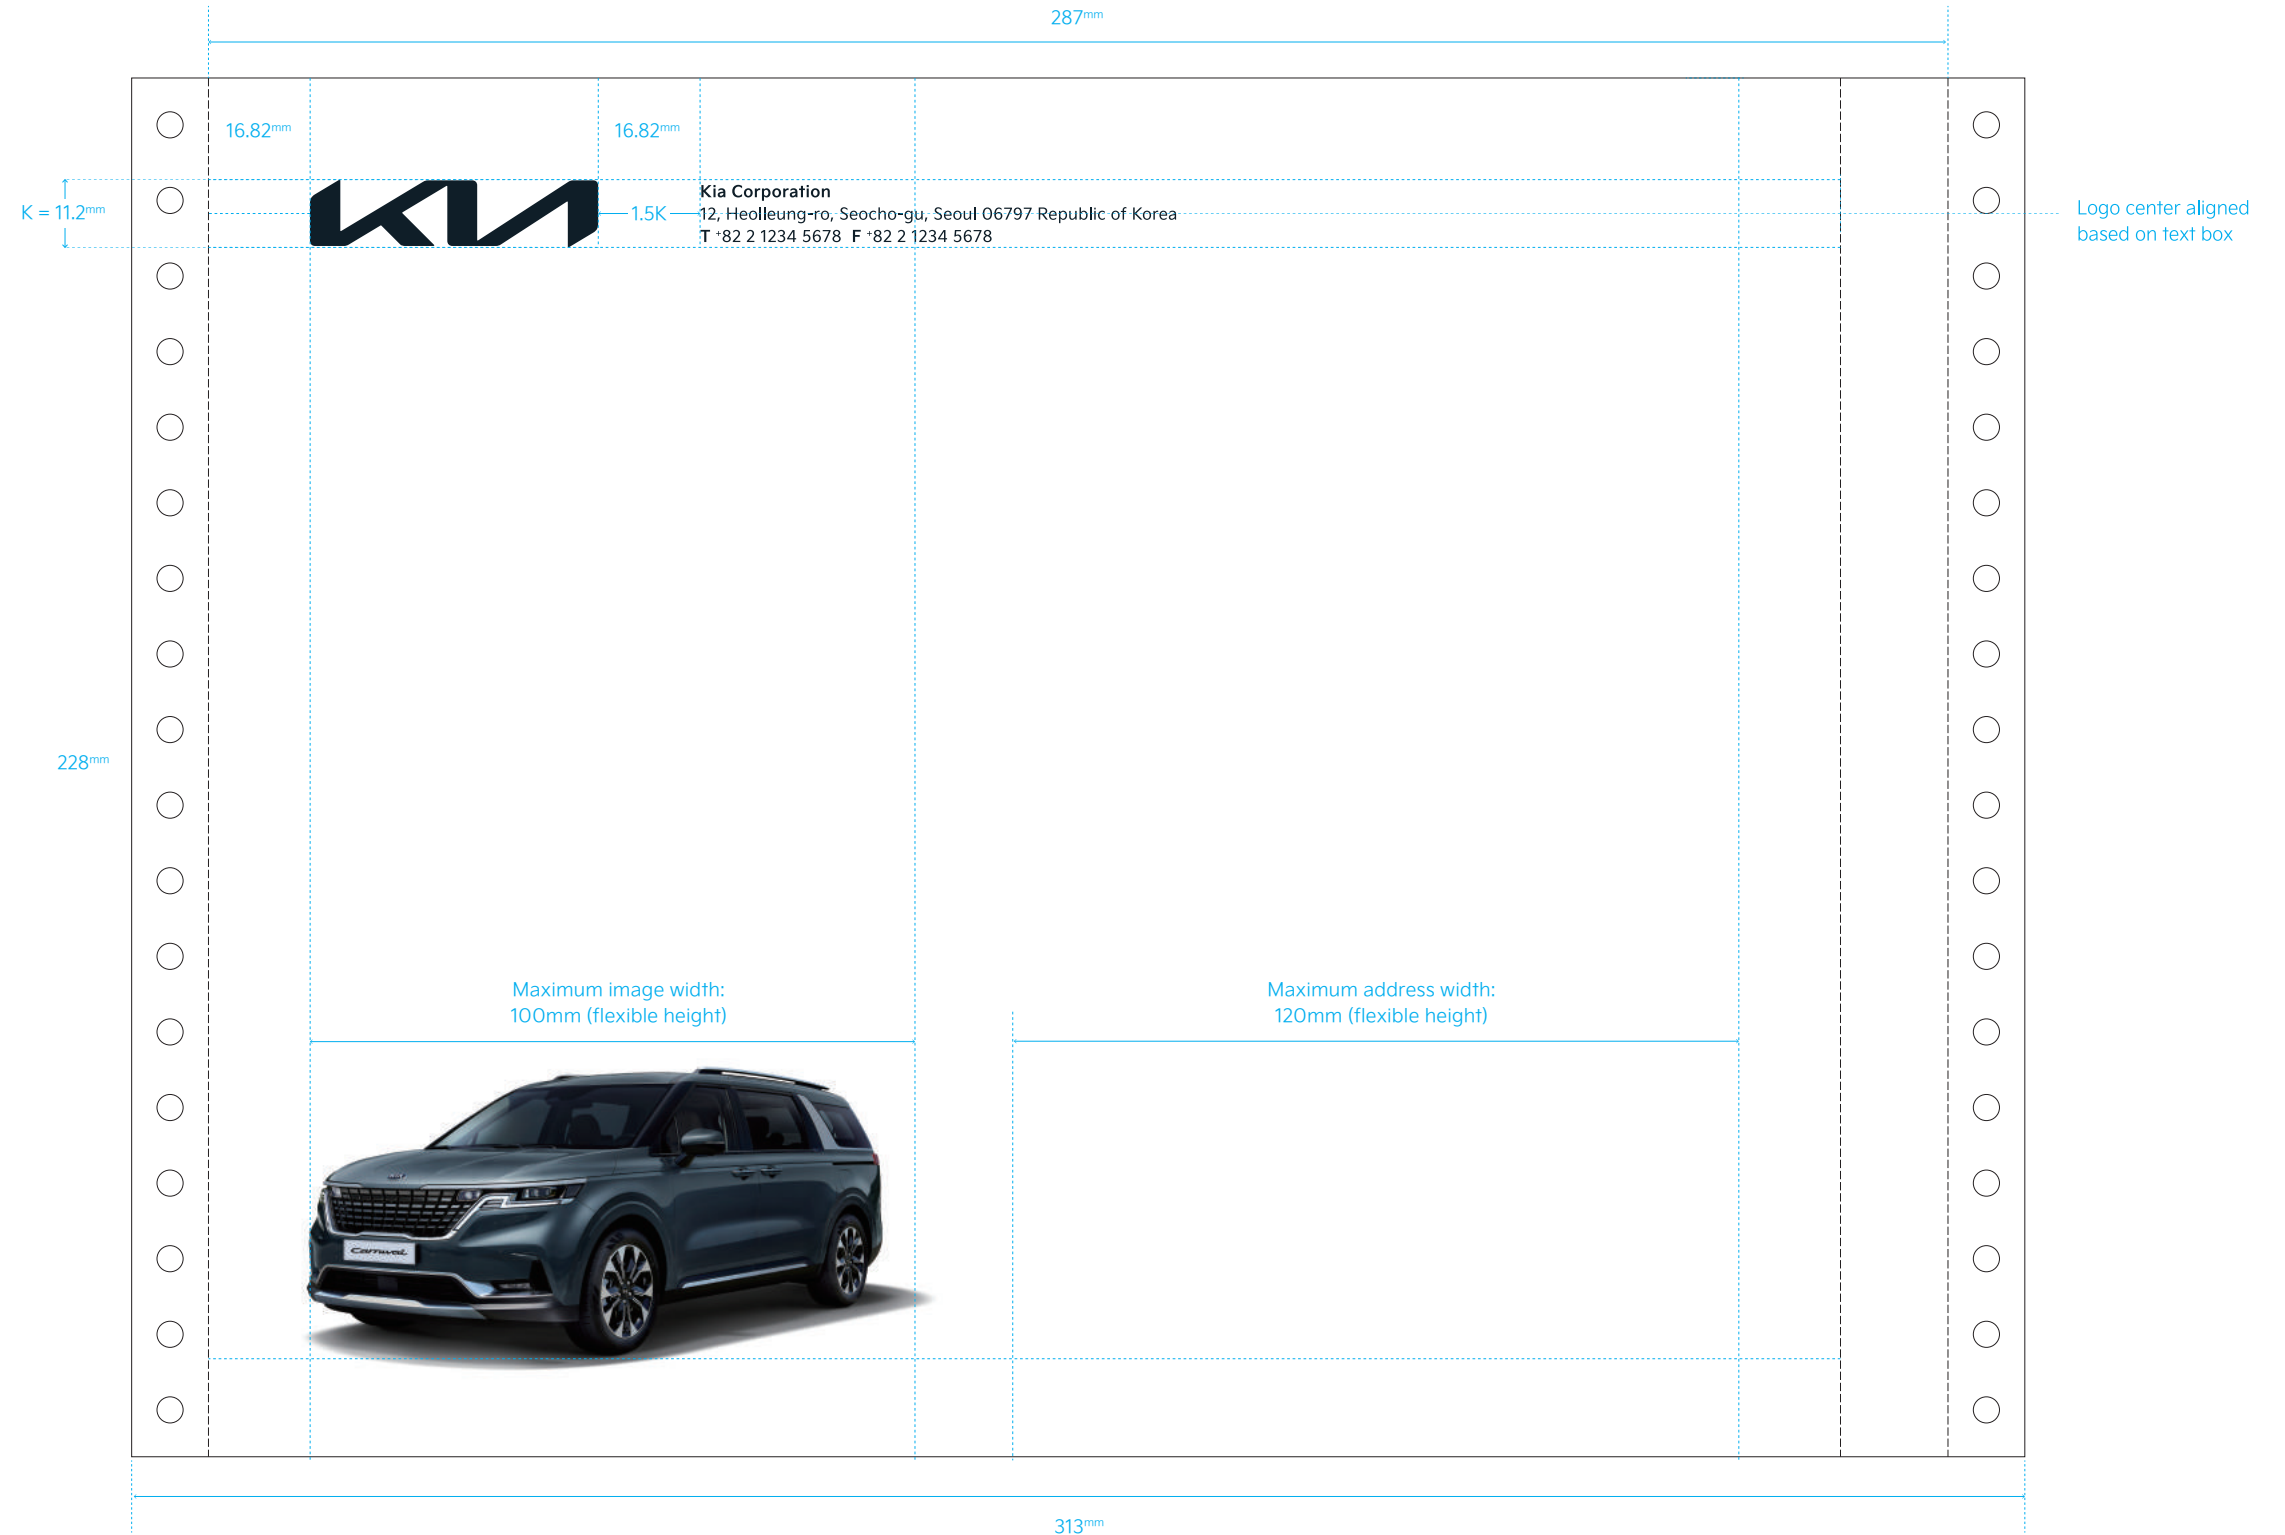 287mm
16.82mm
16.82mm
K = 11.2mm
KIA
1.5K
Kia Corporation
12, Heolleung-ro, Seocho-gu, Seoul 06797 Republic of Korea
T +82 2 1234 5678 F +82 2 1234 5678
Logo center aligned
based on text box
228mm
Maximum image width:
100mm (flexible height)
Maximum address width:
120mm (flexible height)
Carnival
313mm